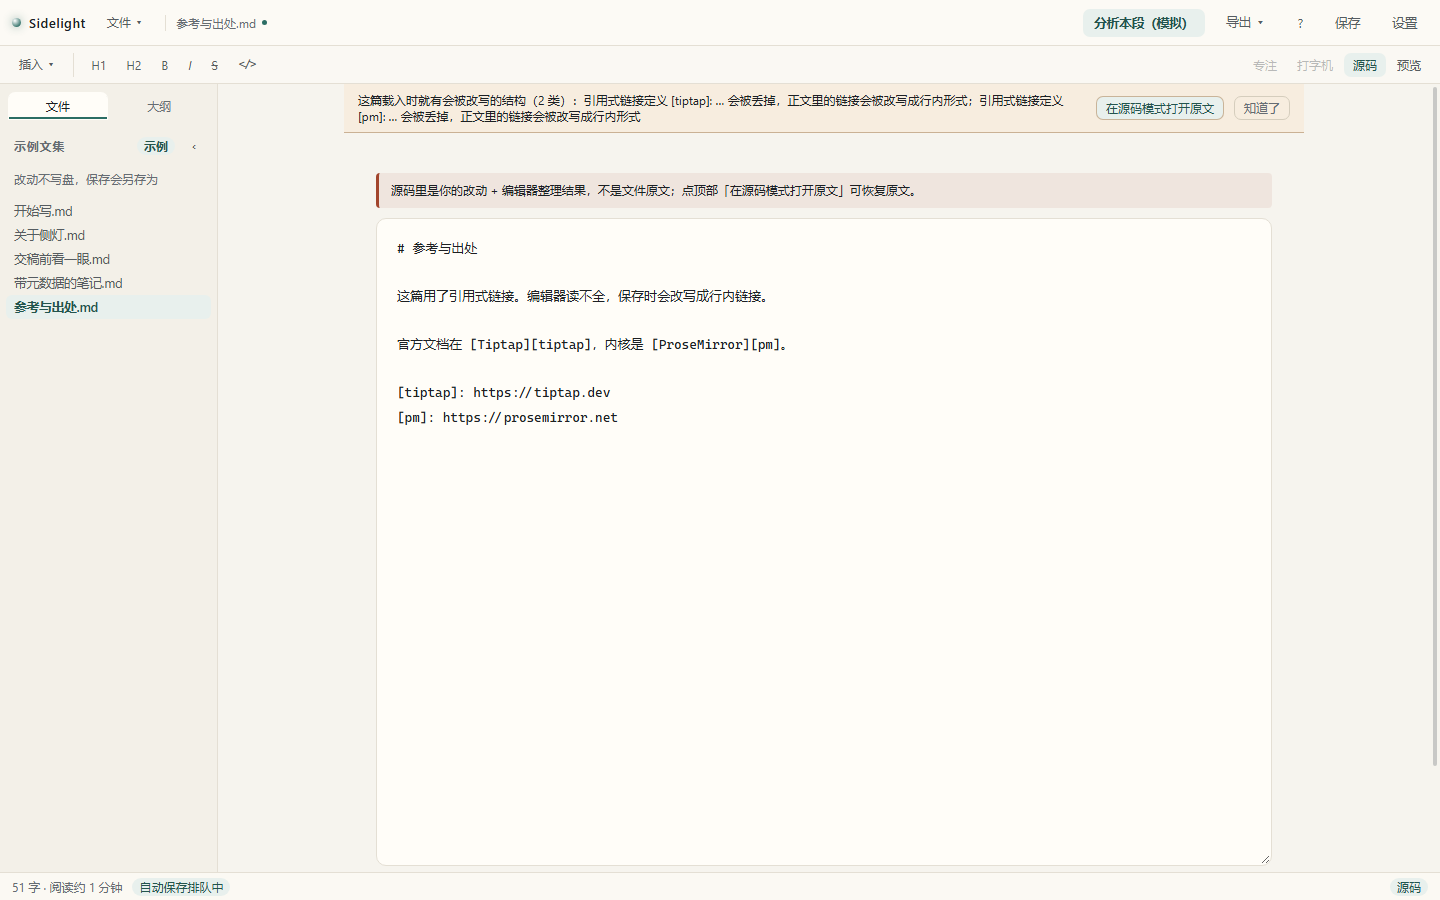 Sidelight 文件 ▾ 参考与出处.md ● 分析本段（模拟） 导出 ▾ ? 保存 设置
插入 ▾ H1 H2 B I S </> 专注 打字机 源码 预览
文件 大纲
示例文集 示例 ‹
改动不写盘，保存会另存为
开始写.md
关于侧灯.md
交稿前看一眼.md
带元数据的笔记.md
参考与出处.md
这篇载入时就有会被改写的结构（2 类）：引用式链接定义 [tiptap]: … 会被丢掉，正文里的链接会被改写成行内形式；引用式链接定义
[pm]: … 会被丢掉，正文里的链接会被改写成行内形式
在源码模式打开原文 知道了
源码里是你的改动 + 编辑器整理结果，不是文件原文；点顶部「在源码模式打开原文」可恢复原文。
# 参考与出处
这篇用了引用式链接。编辑器读不全，保存时会改写成行内链接。
官方文档在 [Tiptap][tiptap]，内核是 [ProseMirror][pm]。
[tiptap]: https://tiptap.dev
[pm]: https://prosemirror.net
51 字 · 阅读约 1 分钟 自动保存排队中 源码